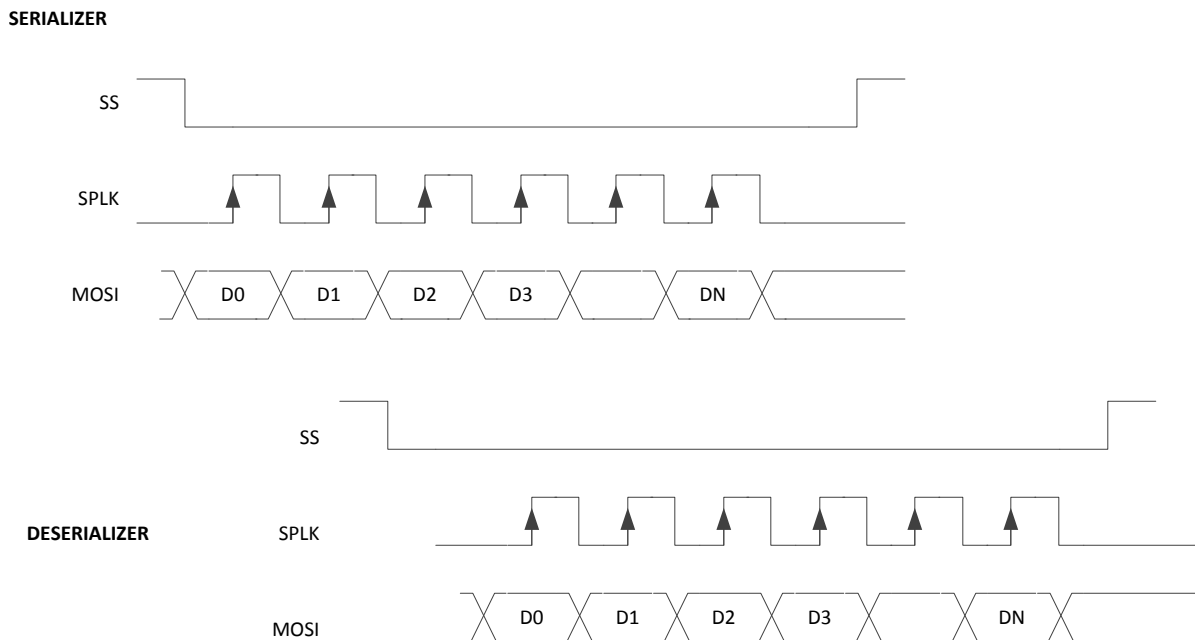 SERIALIZER
SS
SPLK
MOSI
D0 D1 D2 D3 DN
SS
DESERIALIZER
SPLK
MOSI
D0 D1 D2 D3 DN